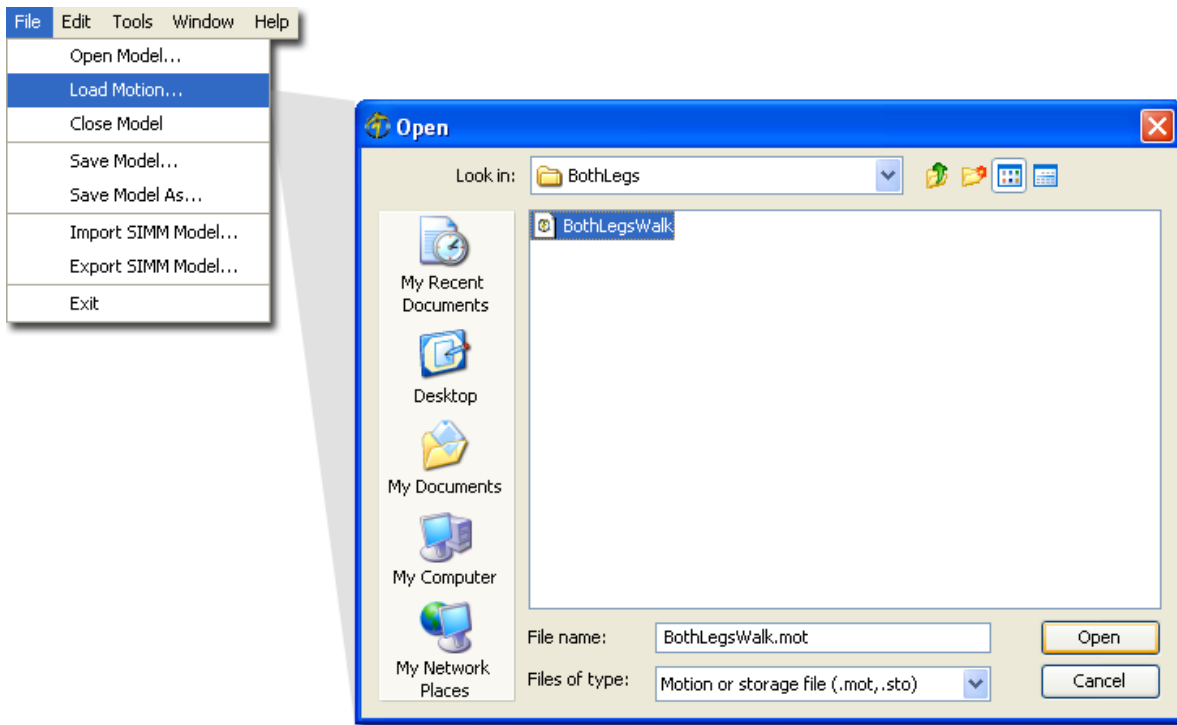 File Edit Tools Window Help
Open Model...
Load Motion...
Close Model
Save Model...
Save Model As...
Import SIMM Model...
Export SIMM Model...
Exit
Open
Look in: BothLegs
BothLegsWalk
My Recent
Documents
Desktop
My Documents
My Computer
My Network
Places
File name: BothLegsWalk.mot Open
Files of type: Motion or storage file (.mot,.sto) Cancel